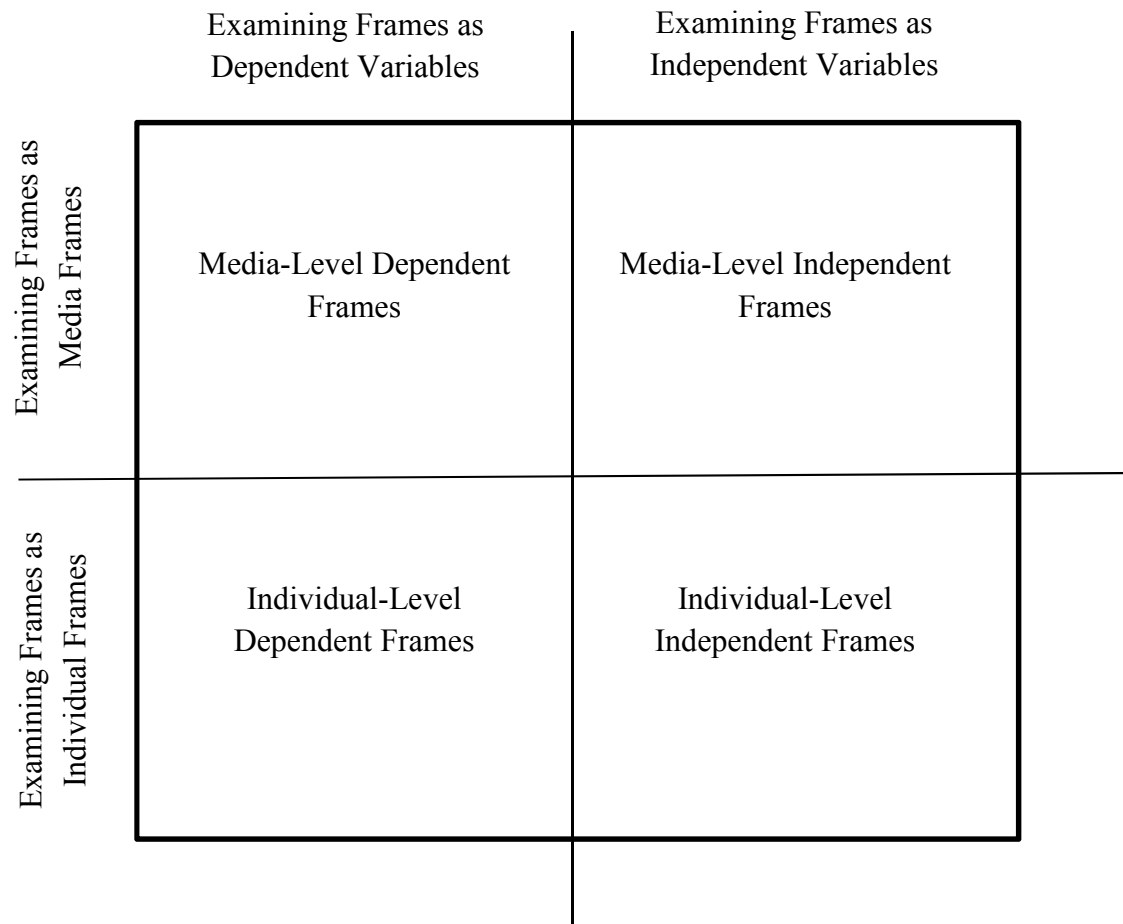 Examining Frames as
Dependent Variables
Examining Frames as
Independent Variables
Examining Frames as
Media Frames
Media-Level Dependent
Frames
Media-Level Independent
Frames
Examining Frames as
Individual Frames
Individual-Level
Dependent Frames
Individual-Level
Independent Frames